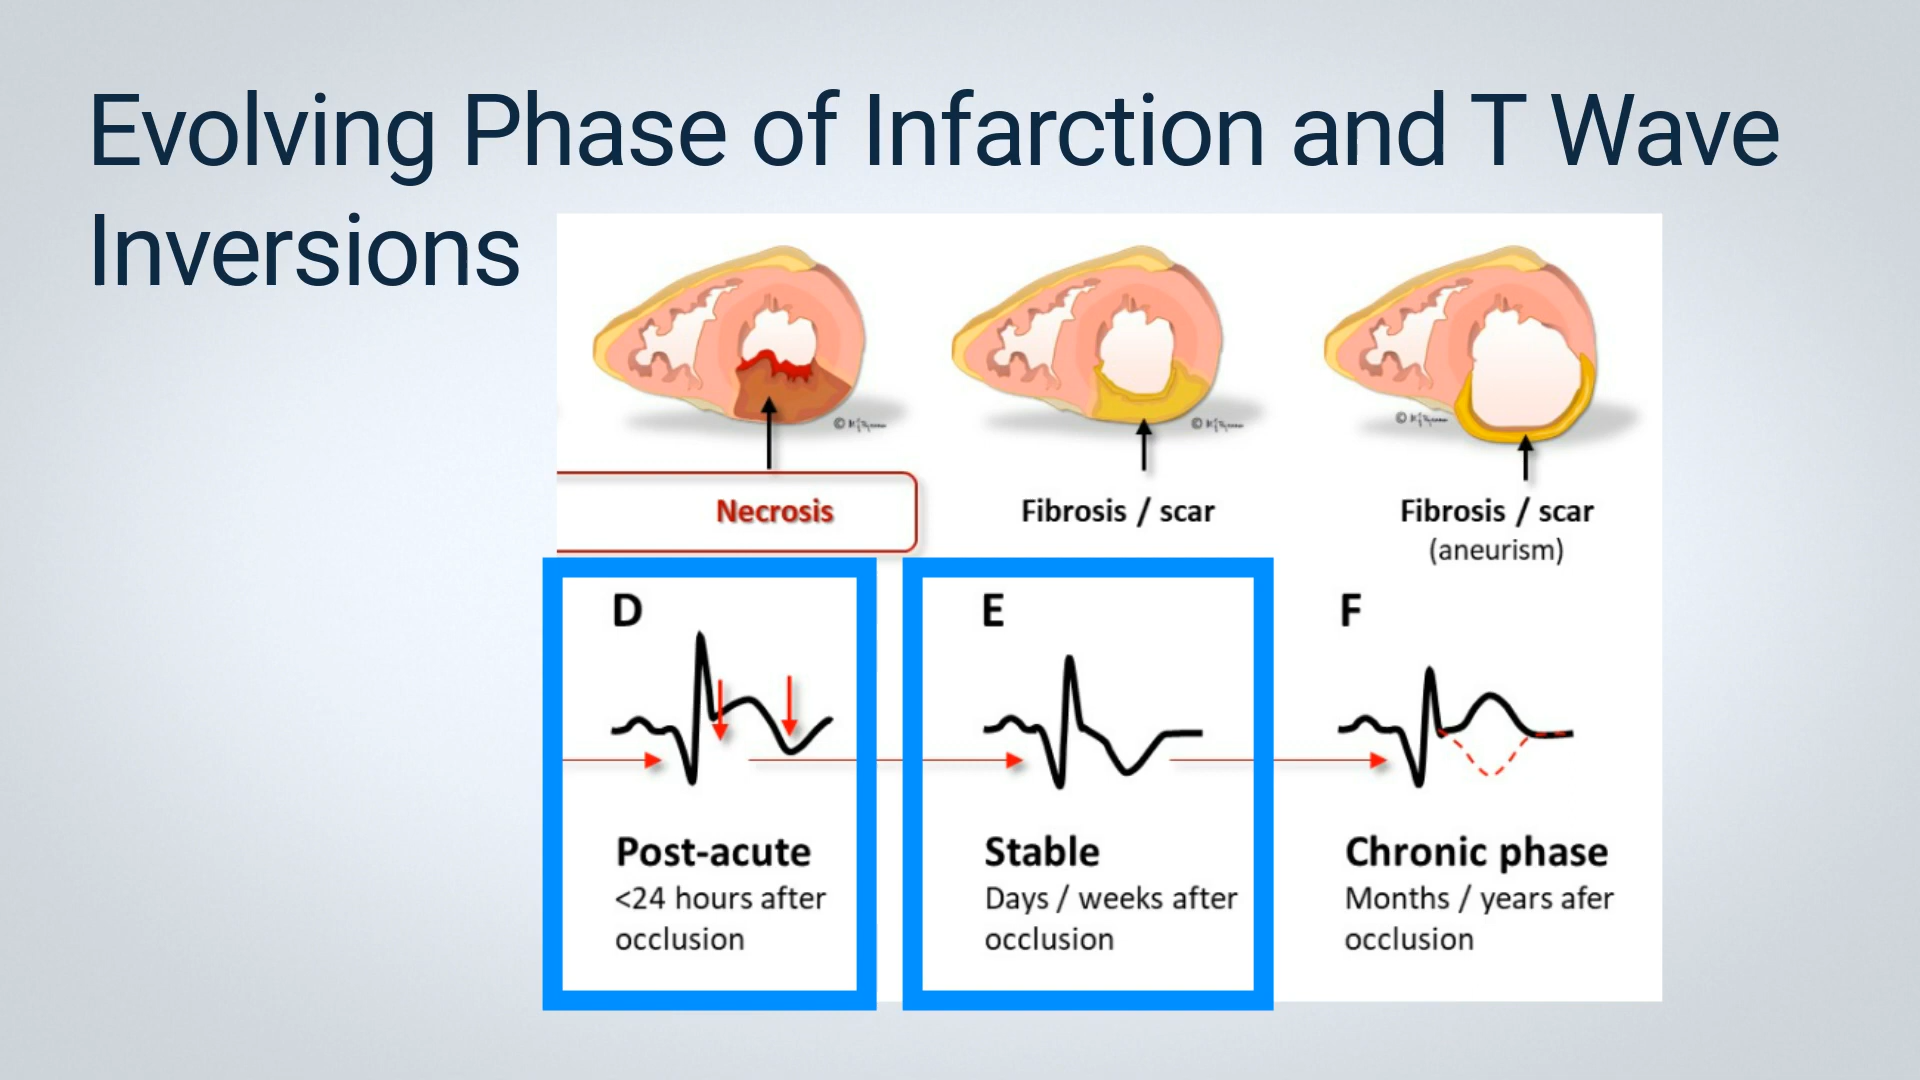 Evolving Phase of Infarction and T Wave
Inversions
©
©
©
Necrosis
Fibrosis / scar
Fibrosis / scar
(aneurism)
D
E
F
Post-acute
<24 hours after
occlusion
Stable
Days / weeks after
occlusion
Chronic phase
Months / years afer
occlusion